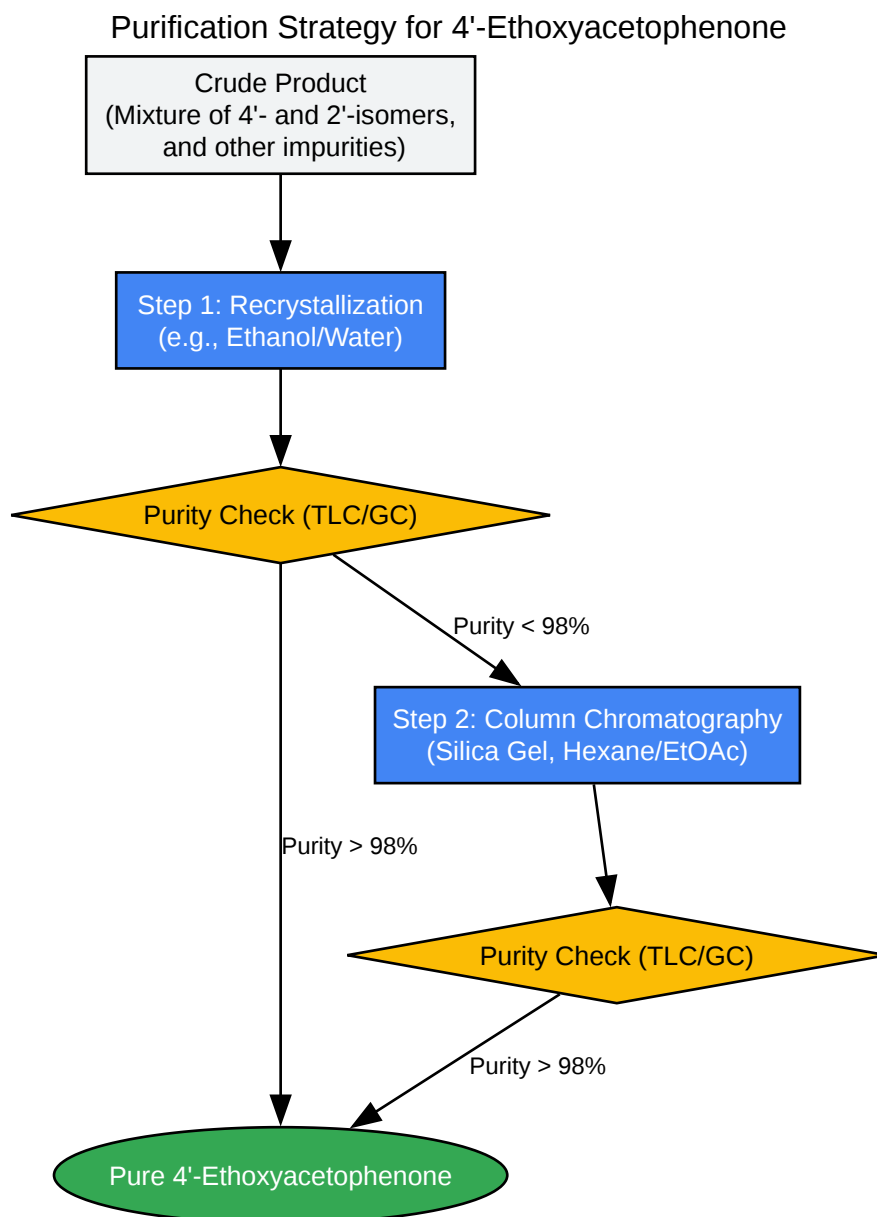 Purification Strategy for 4'-Ethoxyacetophenone
Crude Product
(Mixture of 4'- and 2'-isomers,
and other impurities)
Step 1: Recrystallization
(e.g., Ethanol/Water)
Purity Check (TLC/GC)
Purity < 98%
Step 2: Column Chromatography
(Silica Gel, Hexane/EtOAc)
Purity > 98%
Purity Check (TLC/GC)
Purity > 98%
Pure 4'-Ethoxyacetophenone